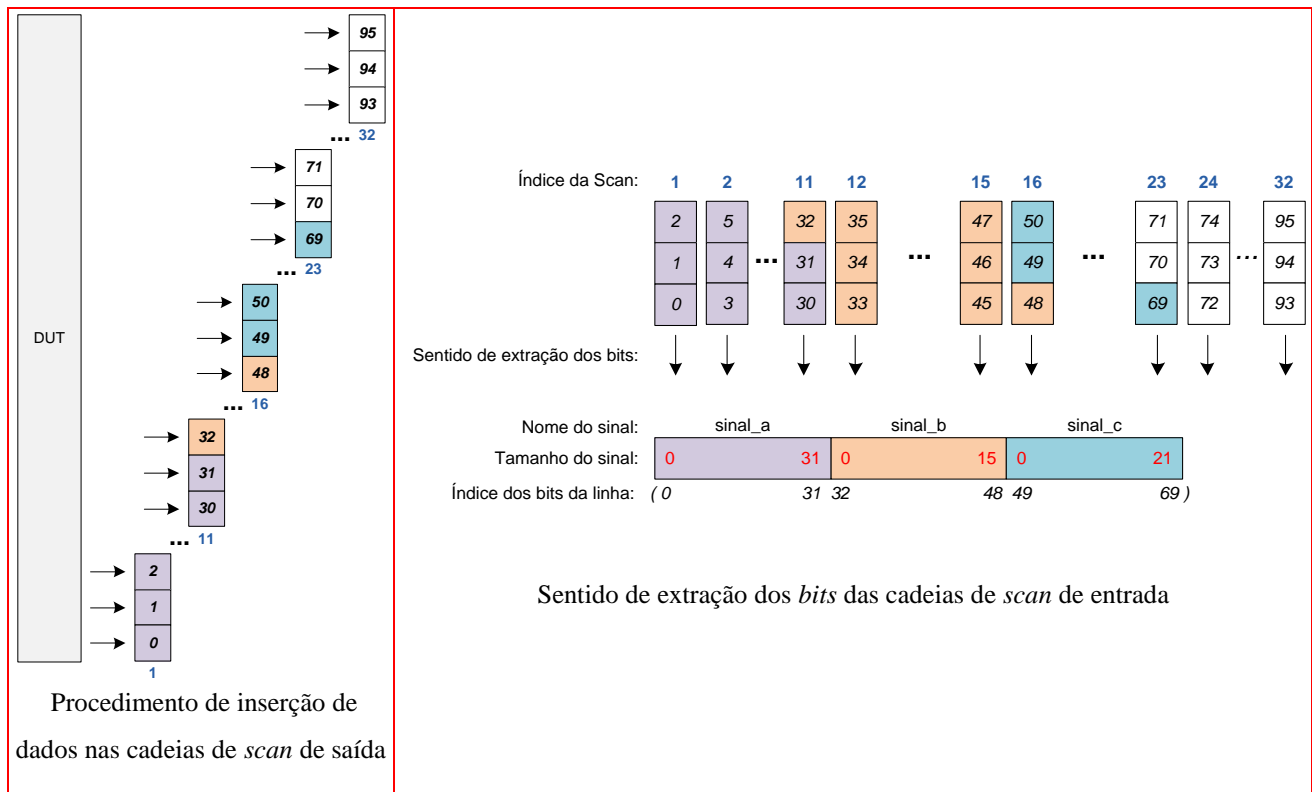 95
94
93
... 32
71
70
69
... 23
50
49
48
... 16
32
31
30
... 11
2
1
0
1
DUT
Procedimento de inserção de
dados nas cadeias de scan de saída
Índice da Scan: 1 2 11 12 15 16 23 24 32
2 5 32 35 47 50 71 74 95
1 4 ... 31 34 ... 46 49 ... 70 73 ... 94
0 3 30 33 45 48 69 72 93
Sentido de extração dos bits:
Nome do sinal: sinal_a sinal_b sinal_c
Tamanho do sinal: 0 31 0 15 0 21
Índice dos bits da linha: ( 0 31 32 48 49 69 )
Sentido de extração dos bits das cadeias de scan de entrada